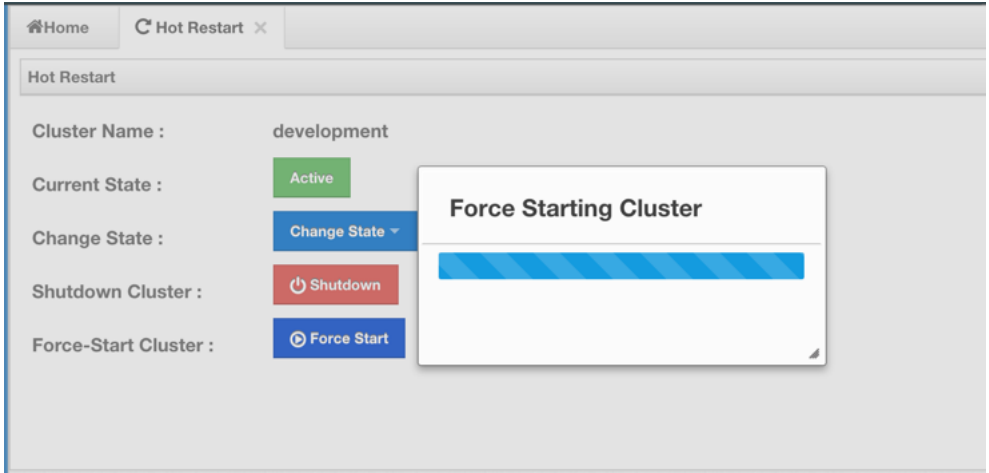 Home Hot Restart
Hot Restart
Cluster Name : development
Current State : Active
Change State : Change State
Shutdown Cluster : Shutdown
Force-Start Cluster : Force Start
Force Starting Cluster